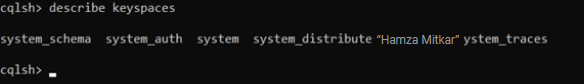 cqlsh> describe keyspaces
system_schema system_auth system system_distribute "Hamza Mitkar" ystem_traces
cqlsh>